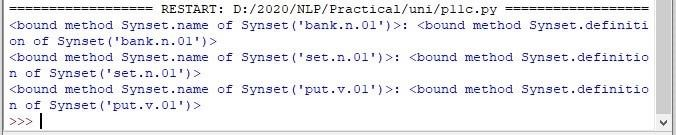 =================== RESTART: D:/2020/NLP/Practical/uni/p11c.py ===================
<bound method Synset.name of Synset('bank.n.01')>: <bound method Synset.definiti
on of Synset('bank.n.01')>
<bound method Synset.name of Synset('set.n.01')>: <bound method Synset.definitio
n of Synset('set.n.01')>
<bound method Synset.name of Synset('put.v.01')>: <bound method Synset.definitio
n of Synset('put.v.01')>
>>>